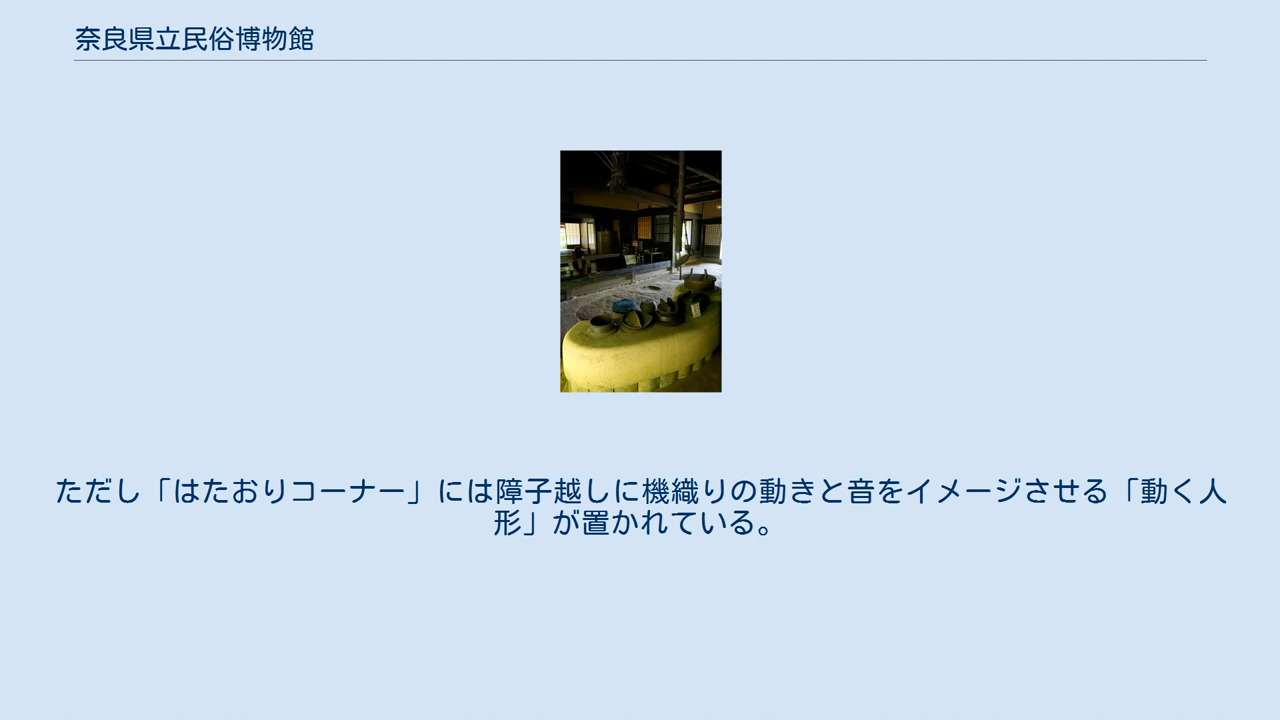 奈良県立民俗博物館
ただし「はたおりコーナー」には障子越しに機織りの動きと音をイメージさせる「動く人
形」が置かれている。